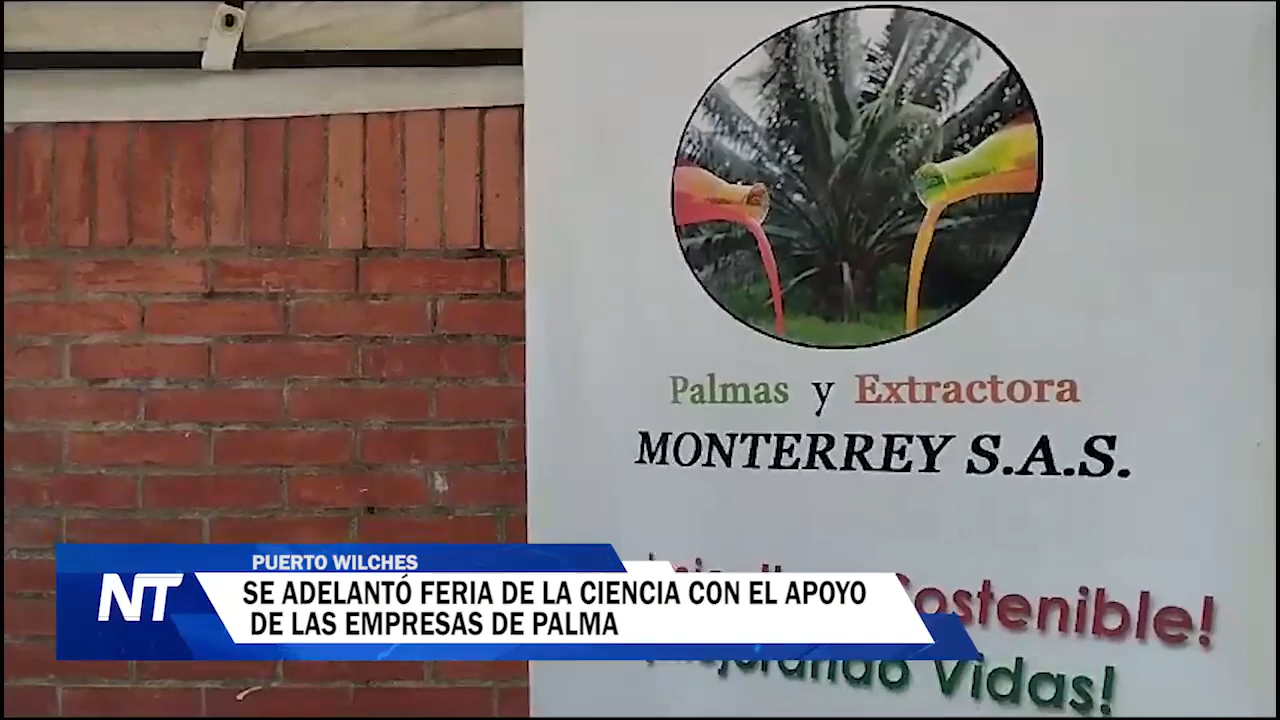 Palmas y Extractora
MONTERREY S.A.S.
Sostenible!
Vidas!
PUERTO WILCHES
NT
SE ADELANTÓ FERIA DE LA CIENCIA CON EL APOYO
DE LAS EMPRESAS DE PALMA